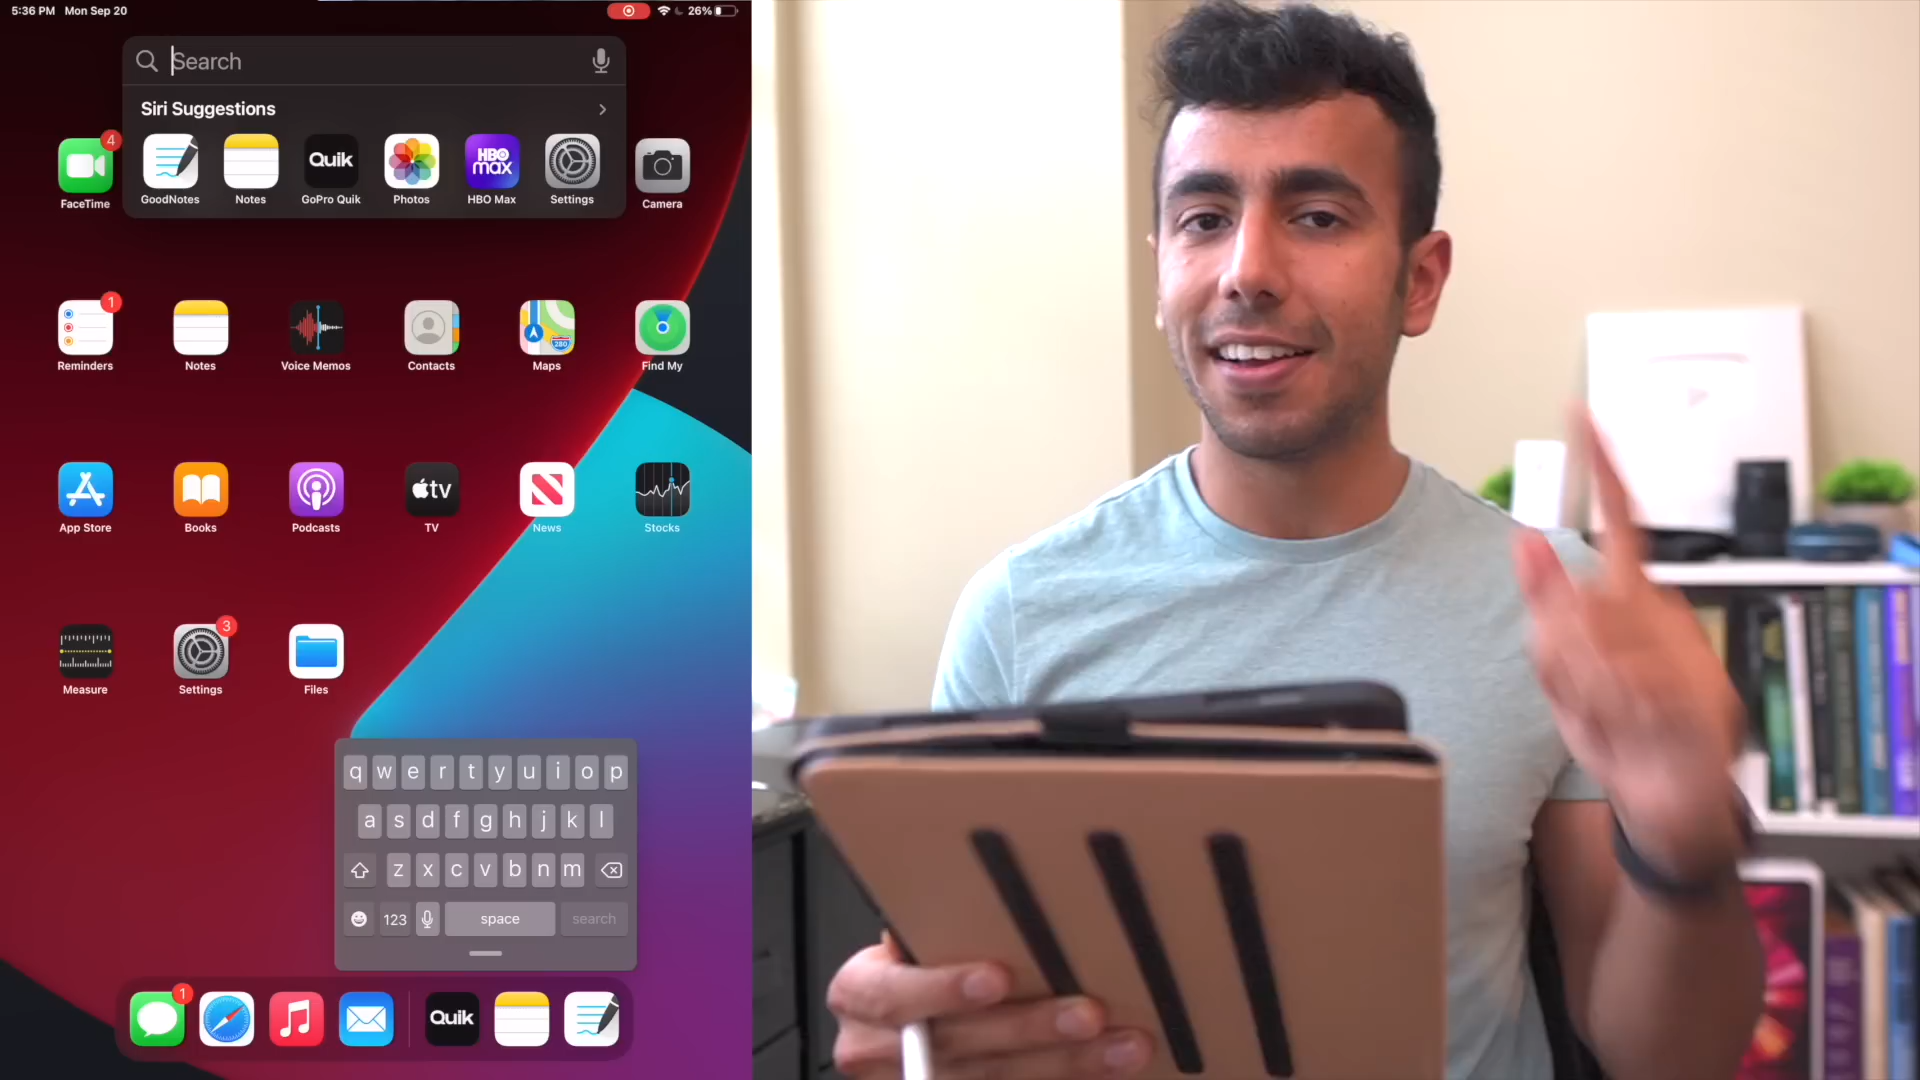 5:36 PM Mon Sep 20 26%
Search
Siri Suggestions
4
Quik
HBO
max
FaceTime GoodNotes Notes GoPro Quik Photos HBO Max Settings Camera
1
280
Reminders Notes Voice Memos Contacts Maps Find My
tv
App Store Books Podcasts TV News Stocks
3
Measure Settings Files
q w e r t y u i o p
a s d f g h j k l
z x c v b n m
123 space search
1
Quik